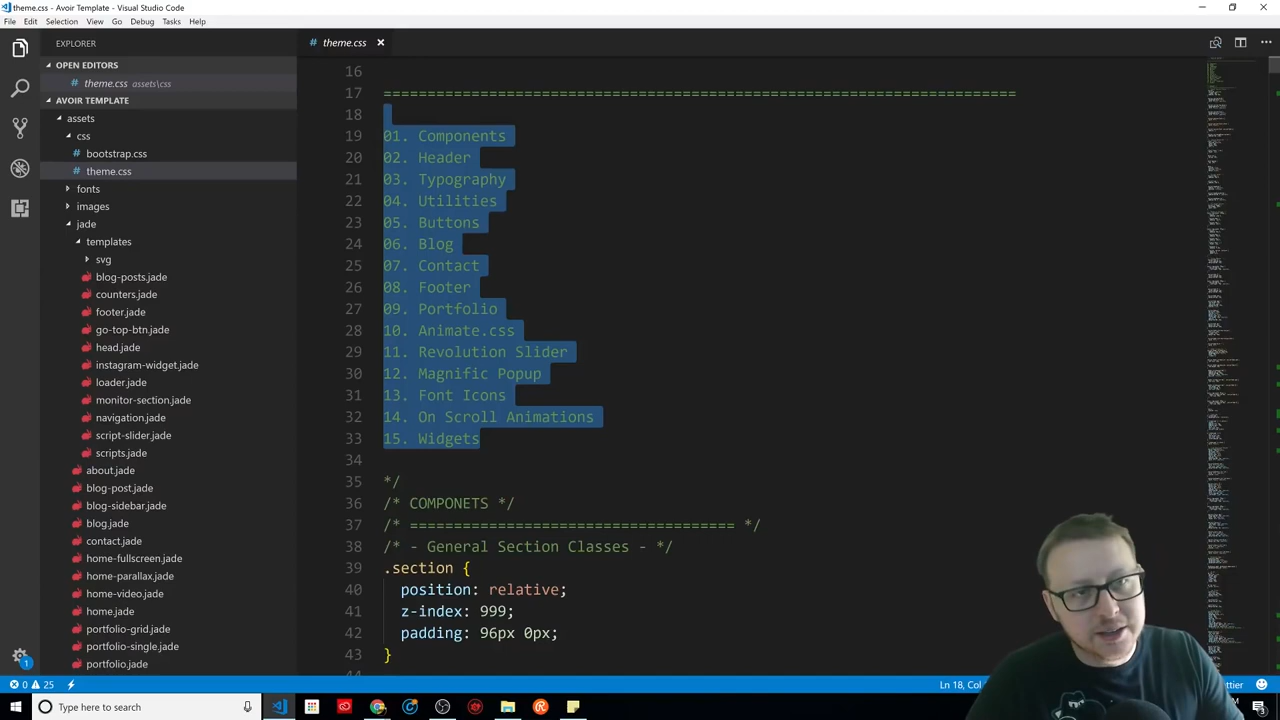 theme.css - Avoir Template - Visual Studio Code
File Edit Selection View Go Debug Tasks Help
EXPLORER
# theme.css
OPEN EDITORS
# theme.css assets\css
AVOIR TEMPLATE
assets
css
# bootstrap.css
# theme.css
fonts
images
jade
templates
svg
blog-posts.jade
counters.jade
footer.jade
go-top-btn.jade
head.jade
instagram-widget.jade
loader.jade
monitor-section.jade
navigation.jade
script-slider.jade
scripts.jade
about.jade
blog-post.jade
blog-sidebar.jade
blog.jade
contact.jade
home-fullscreen.jade
home-parallax.jade
home-video.jade
home.jade
portfolio-grid.jade
portfolio-single.jade
portfolio.jade
16
17 ========================================================================
18
19 01. Components
20 02. Header
21 03. Typography
22 04. Utilities
23 05. Buttons
24 06. Blog
25 07. Contact
26 08. Footer
27 09. Portfolio
28 10. Animate.css
29 11. Revolution Slider
30 12. Magnific Popup
31 13. Font Icons
32 14. On Scroll Animations
33 15. Widgets
34
35 */
36 /* COMPONETS */
37 /* ===================================== */
38 /* - General Section Classes - */
39 .section {
40 position: relative;
41 z-index: 999;
42 padding: 96px 0px;
43 }
0 25
Ln 18, Co
1
Type here to search